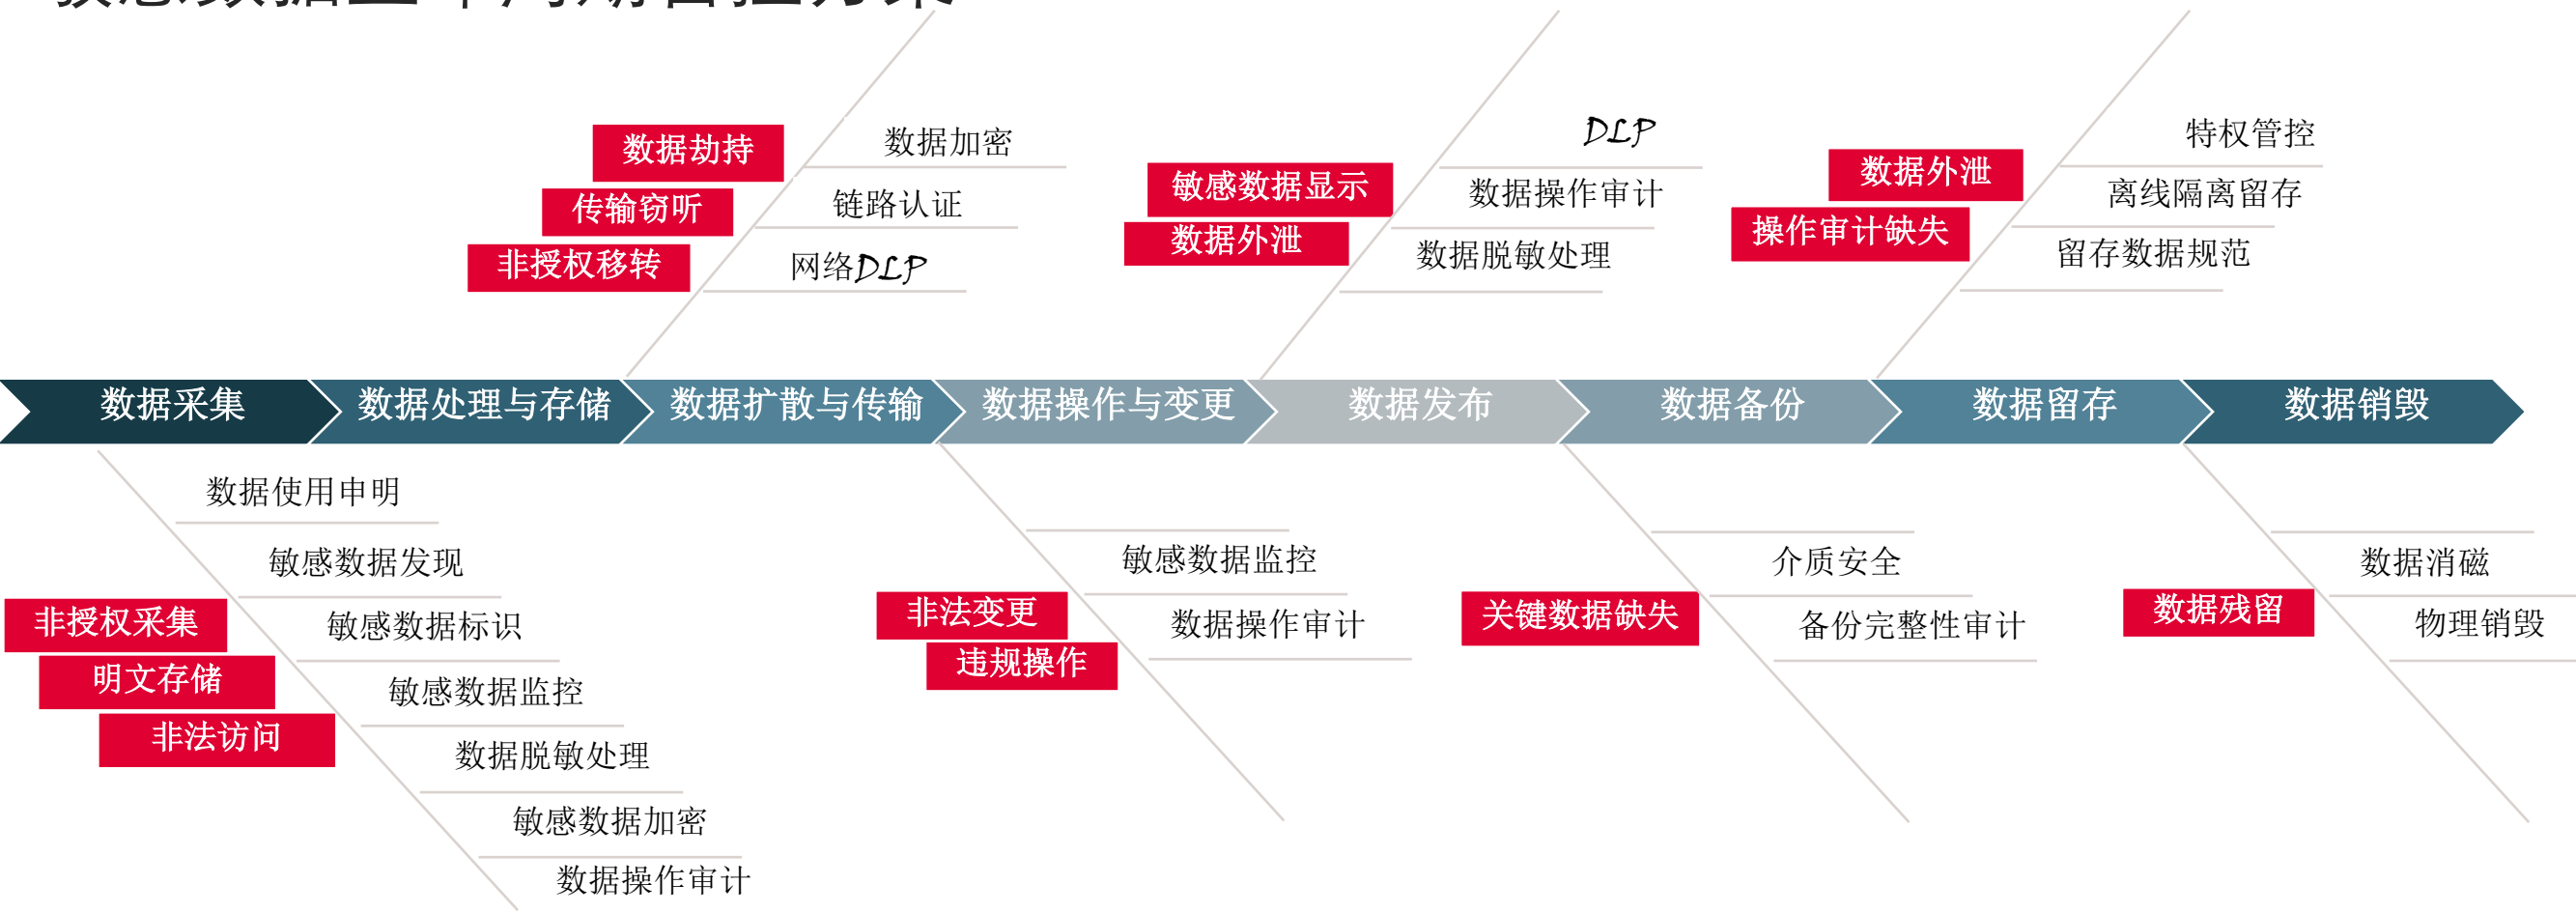 数据劫持
传输窃听
非授权移转
数据加密
链路认证
网络DLP
敏感数据显示
数据外泄
DLP
数据操作审计
数据脱敏处理
数据外泄
操作审计缺失
特权管控
离线隔离留存
留存数据规范
数据采集
数据处理与存储
数据扩散与传输
数据操作与变更
数据发布
数据备份
数据留存
数据销毁
非授权采集
明文存储
非法访问
数据使用申明
敏感数据发现
敏感数据标识
敏感数据监控
数据脱敏处理
敏感数据加密
数据操作审计
非法变更
违规操作
敏感数据监控
数据操作审计
关键数据缺失
介质安全
备份完整性审计
数据残留
数据消磁
物理销毁